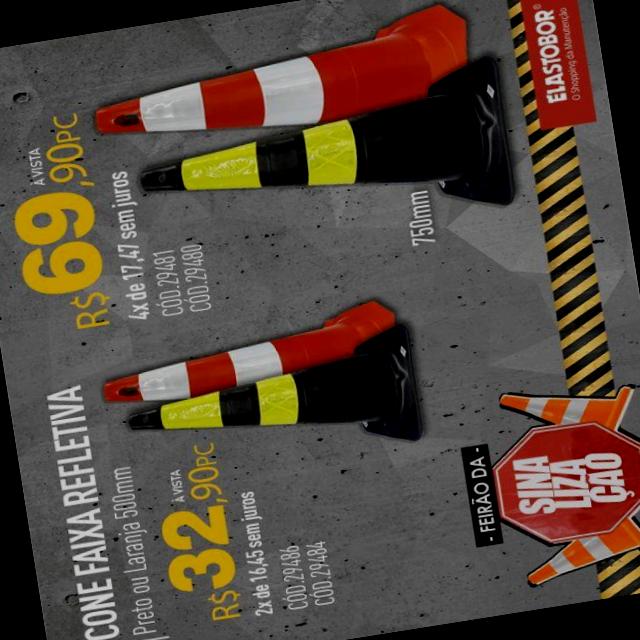 CONE FAIXA REFLETIVA
| Preto ou Laranja 500mm
À VISTA
R$ 32,90PC
2x de 16,45 sem juros
CÓD.29486
CÓD.29484
À VISTA
R$ 69,90PC
4x de 17,47 sem juros
CÓD.29481
CÓD.29480
750mm
- FEIRÃO DA -
SINA
LIZA
ÇÃO
ELASTOBOR®
O Shopping da Manutenção